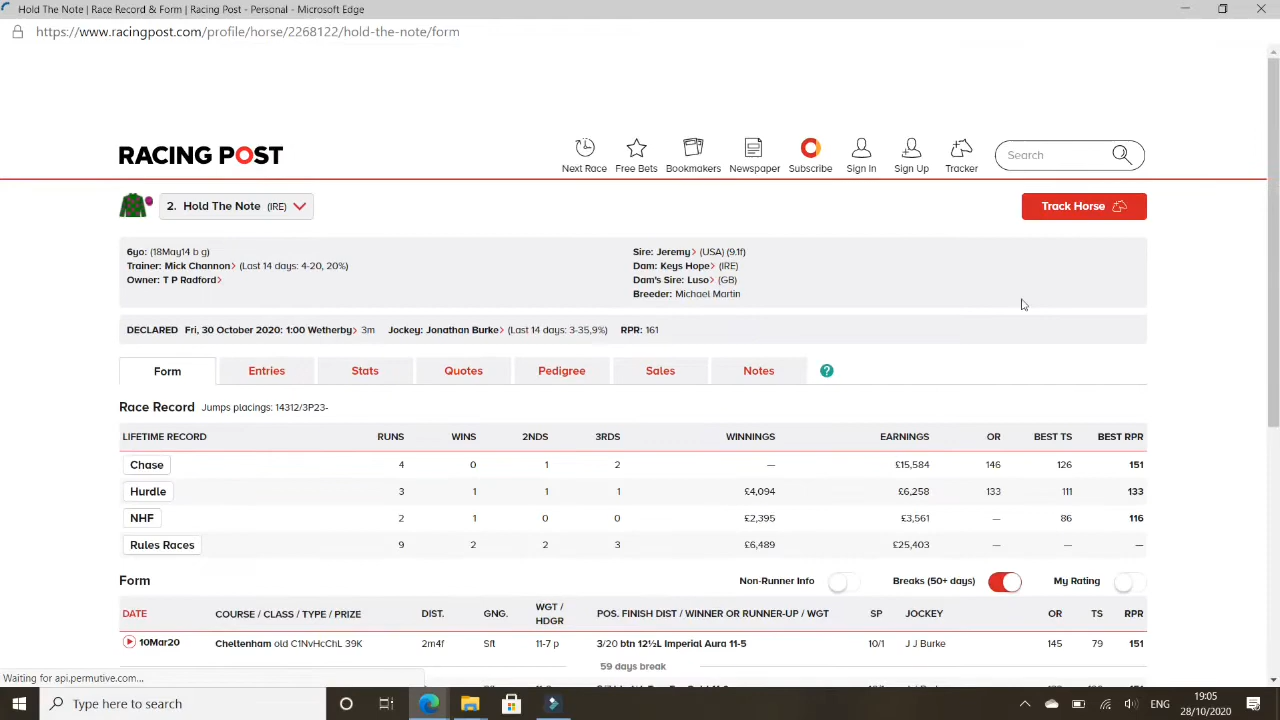 Hold The Note | Race Record & Form | Racing Post - Personal - Microsoft Edge
https://www.racingpost.com/profile/horse/2268122/hold-the-note/form
RACING POST
Next Race Free Bets Bookmakers Newspaper Subscribe Sign In Sign Up Tracker Search
2. Hold The Note (IRE) Track Horse
6yo: (18May14 b g) Sire: Jeremy (USA) (9.1f)
Trainer: Mick Channon (Last 14 days: 4-20, 20%) Dam: Keys Hope (IRE)
Owner: T P Radford Dam's Sire: Luso (GB)
Breeder: Michael Martin
DECLARED Fri, 30 October 2020: 1:00 Wetherby 3m Jockey: Jonathan Burke (Last 14 days: 3-35,9%) RPR: 161
Form Entries Stats Quotes Pedigree Sales Notes ?
Race Record Jumps placings: 14312/3P23-
LIFETIME RECORD RUNS WINS 2NDS 3RDS WINNINGS EARNINGS OR BEST TS BEST RPR
Chase 4 0 1 2 — £15,584 146 126 151
Hurdle 3 1 1 1 £4,094 £6,258 133 111 133
NHF 2 1 0 0 £2,395 £3,561 — 86 116
Rules Races 9 2 2 3 £6,489 £25,403 — — —
Form Non-Runner Info Breaks (50+ days) My Rating
DATE COURSE / CLASS / TYPE / PRIZE DIST. GNG. WGT / HDGR POS. FINISH DIST / WINNER OR RUNNER-UP / WGT SP JOCKEY OR TS RPR
10Mar20 Cheltenham old C1NvHcChL 39K 2m4f Sft 11-7 p 3/20 btn 12½L Imperial Aura 11-5 10/1 J J Burke 145 79 151
59 days break
Waiting for api.permutive.com...
Type here to search
ENG
19:05
28/10/2020